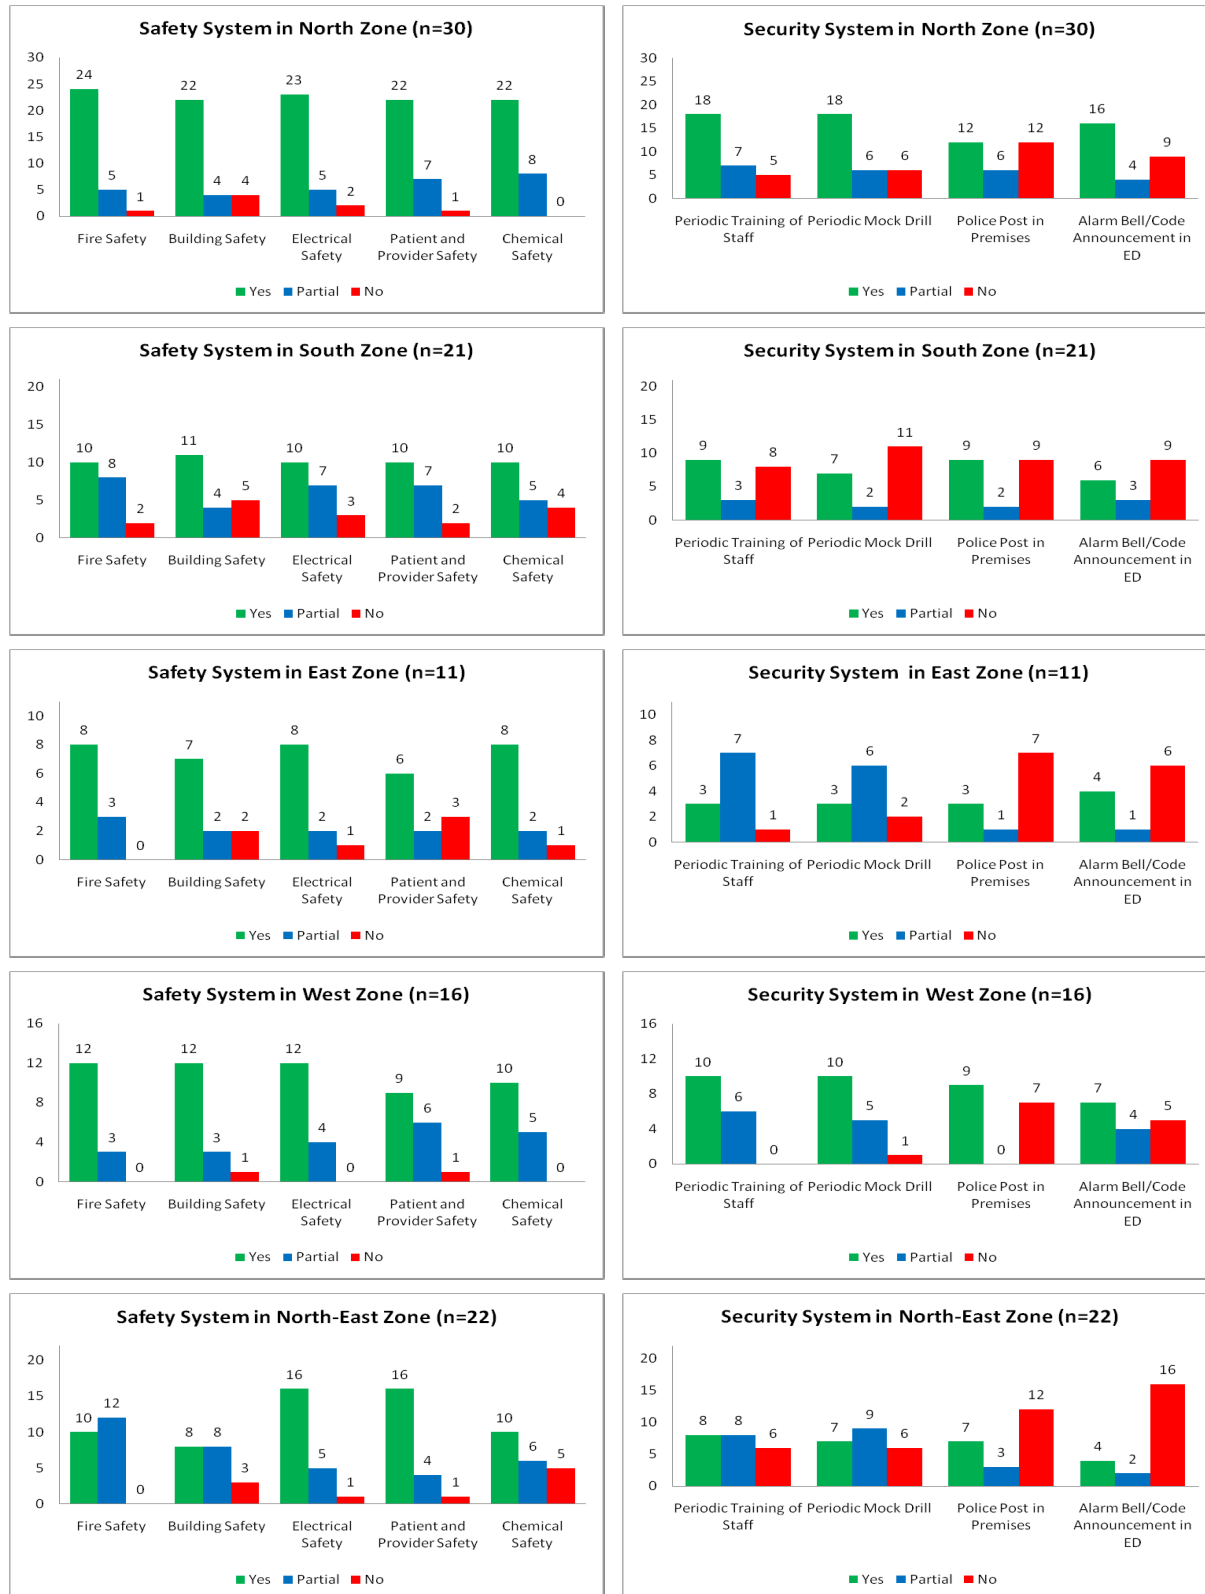 Safety System in North Zone (n=30)
30
25
20
15
10
5
0
24
5
1
22
4
4
23
5
2
22
7
1
22
8
0
Fire Safety
Building Safety
Electrical
Safety
Patient and
Provider Safety
Chemical
Safety
Yes Partial No
Security System in North Zone (n=30)
30
25
20
15
10
5
0
18
7
5
18
6
6
12
6
12
16
4
9
Periodic Training of
Staff
Periodic Mock Drill
Police Post in
Premises
Alarm Bell/Code
Announcement in
ED
Yes Partial No
Safety System in South Zone (n=21)
20
15
10
5
0
10
8
2
11
4
5
10
7
3
10
7
2
10
5
4
Fire Safety
Building Safety
Electrical
Safety
Patient and
Provider Safety
Chemical
Safety
Yes Partial No
Security System in South Zone (n=21)
20
15
10
5
0
9
3
8
7
2
11
9
2
9
6
3
9
Periodic Training of
Staff
Periodic Mock Drill
Police Post in
Premises
Alarm Bell/Code
Announcement in
ED
Yes Partial No
Safety System in East Zone (n=11)
10
8
6
4
2
0
8
3
0
7
2
2
8
2
1
6
2
3
8
2
1
Fire Safety
Building Safety
Electrical
Safety
Patient and
Provider Safety
Chemical
Safety
Yes Partial No
Security System in East Zone (n=11)
10
8
6
4
2
0
3
7
1
3
6
2
3
1
7
4
1
6
Periodic Training of
Staff
Periodic Mock Drill
Police Post in
Premises
Alarm Bell/Code
Announcement in
ED
Yes Partial No
Safety System in West Zone (n=16)
16
12
8
4
0
12
3
0
12
3
1
12
4
0
9
6
1
10
5
0
Fire Safety
Building Safety
Electrical
Safety
Patient and
Provider Safety
Chemical
Safety
Yes Partial No
Security System in West Zone (n=16)
16
12
8
4
0
10
6
0
10
5
1
9
0
7
7
4
5
Periodic Training of
Staff
Periodic Mock Drill
Police Post in
Premises
Alarm Bell/Code
Announcement in
ED
Yes Partial No
Safety System in North-East Zone (n=22)
20
15
10
5
0
10
12
0
8
8
3
16
5
1
16
4
1
10
6
5
Fire Safety
Building Safety
Electrical
Safety
Patient and
Provider Safety
Chemical
Safety
Yes Partial No
Security System in North-East Zone (n=22)
20
15
10
5
0
8
8
6
7
9
6
7
3
12
4
2
16
Periodic Training of
Staff
Periodic Mock Drill
Police Post in
Premises
Alarm Bell/Code
Announcement in
ED
Yes Partial No